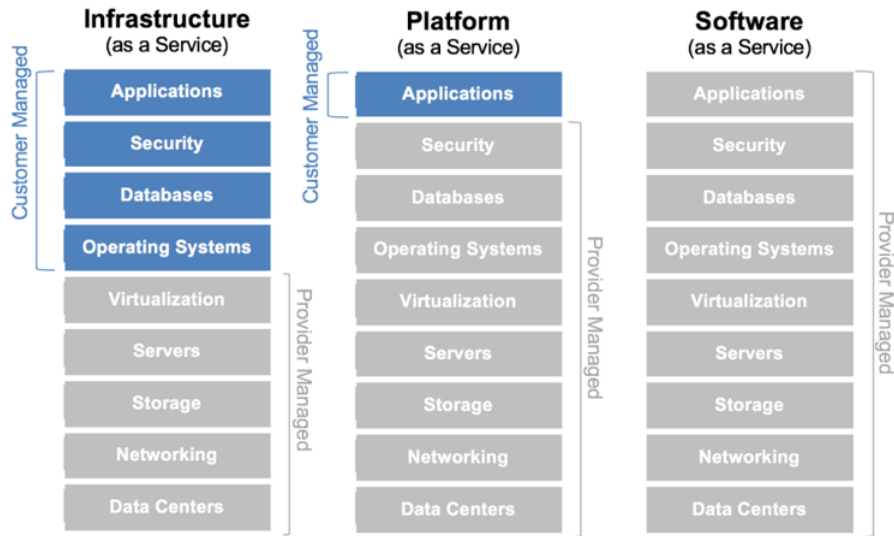 Infrastructure
(as a Service)
Customer Managed
Applications
Security
Databases
Operating Systems
Virtualization
Servers
Storage
Networking
Data Centers
Provider Managed
Platform
(as a Service)
Customer Managed
Applications
Security
Databases
Operating Systems
Virtualization
Servers
Storage
Networking
Data Centers
Provider Managed
Software
(as a Service)
Applications
Security
Databases
Operating Systems
Virtualization
Servers
Storage
Networking
Data Centers
Provider Managed